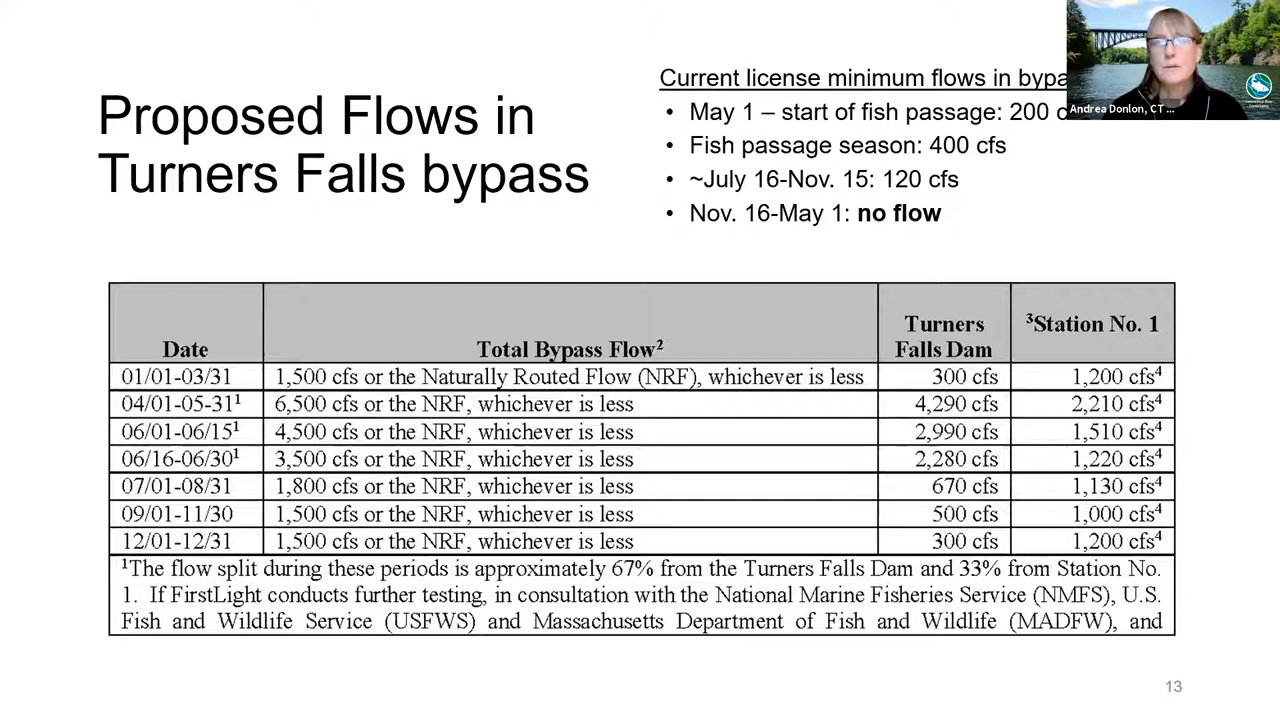 Proposed Flows in
Turners Falls bypass
Current license minimum flows in
• May 1 – start of fish passage: 200
• Fish passage season: 400 cfs
• ~July 16-Nov. 15: 120 cfs
• Nov. 16-May 1: no flow
Andrea Donlon, CT ...
Date Total Bypass Flow² Turners Falls Dam ³Station No. 1
01/01-03/31 1,500 cfs or the Naturally Routed Flow (NRF), whichever is less 300 cfs 1,200 cfs⁴
04/01-05-31¹ 6,500 cfs or the NRF, whichever is less 4,290 cfs 2,210 cfs⁴
06/01-06/15¹ 4,500 cfs or the NRF, whichever is less 2,990 cfs 1,510 cfs⁴
06/16-06/30¹ 3,500 cfs or the NRF, whichever is less 2,280 cfs 1,220 cfs⁴
07/01-08/31 1,800 cfs or the NRF, whichever is less 670 cfs 1,130 cfs⁴
09/01-11/30 1,500 cfs or the NRF, whichever is less 500 cfs 1,000 cfs⁴
12/01-12/31 1,500 cfs or the NRF, whichever is less 300 cfs 1,200 cfs⁴
¹The flow split during these periods is approximately 67% from the Turners Falls Dam and 33% from Station No.
1. If FirstLight conducts further testing, in consultation with the National Marine Fisheries Service (NMFS), U.S.
Fish and Wildlife Service (USFWS) and Massachusetts Department of Fish and Wildlife (MADFW), and
13